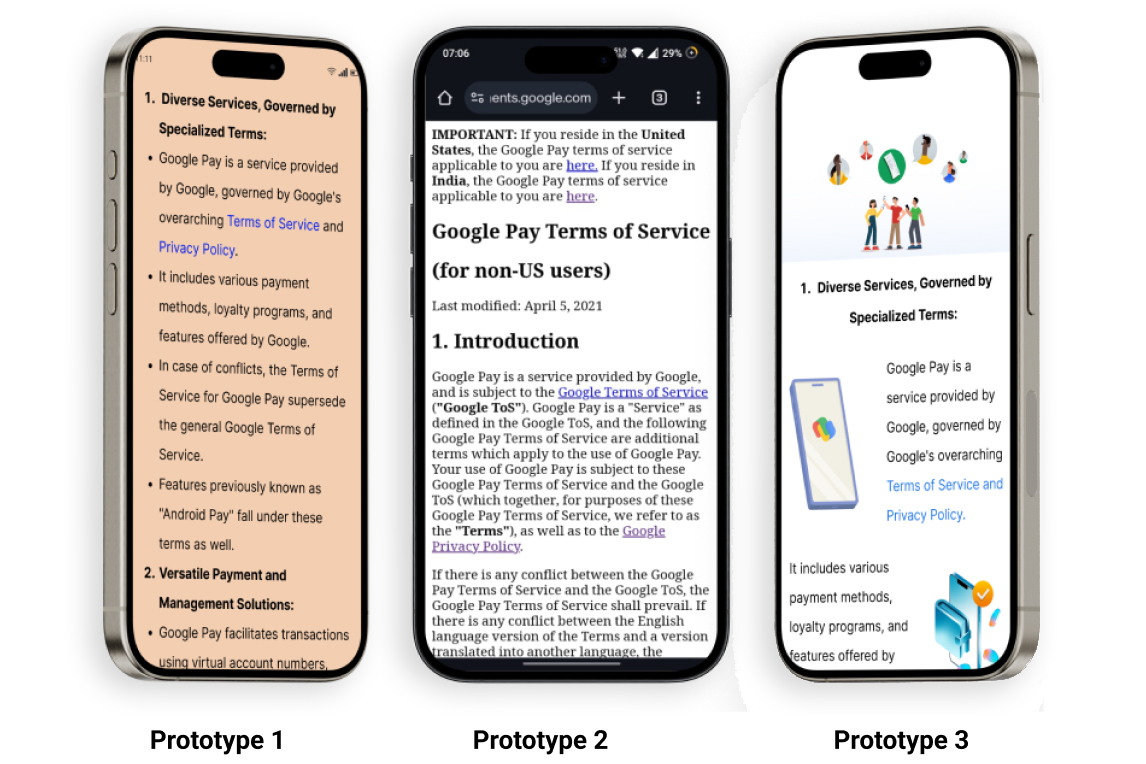 1:11
1. Diverse Services, Governed by
Specialized Terms:
• Google Pay is a service provided
by Google, governed by Google's
overarching Terms of Service and
Privacy Policy.
• It includes various payment
methods, loyalty programs, and
features offered by Google.
• In case of conflicts, the Terms of
Service for Google Pay supersede
the general Google Terms of
Service.
• Features previously known as
"Android Pay" fall under these
terms as well.
2. Versatile Payment and
Management Solutions:
• Google Pay facilitates transactions
using virtual account numbers,
Prototype 1
07:06
29%
ents.google.com
3
IMPORTANT: If you reside in the United
States, the Google Pay terms of service
applicable to you are here. If you reside in
India, the Google Pay terms of service
applicable to you are here.
Google Pay Terms of Service
(for non-US users)
Last modified: April 5, 2021
1. Introduction
Google Pay is a service provided by Google,
and is subject to the Google Terms of Service
("Google ToS"). Google Pay is a "Service" as
defined in the Google ToS, and the following
Google Pay Terms of Service are additional
terms which apply to the use of Google Pay.
Your use of Google Pay is subject to these
Google Pay Terms of Service and the Google
ToS (which together, for purposes of these
Google Pay Terms of Service, we refer to as
the "Terms"), as well as to the Google
Privacy Policy.
If there is any conflict between the Google
Pay Terms of Service and the Google ToS, the
Google Pay Terms of Service shall prevail. If
there is any conflict between the English
language version of the Terms and a version
translated into another language, the
Prototype 2
1. Diverse Services, Governed by
Specialized Terms:
Google Pay is a
service provided by
Google, governed by
Google's overarching
Terms of Service and
Privacy Policy.
It includes various
payment methods,
loyalty programs, and
features offered by
Prototype 3